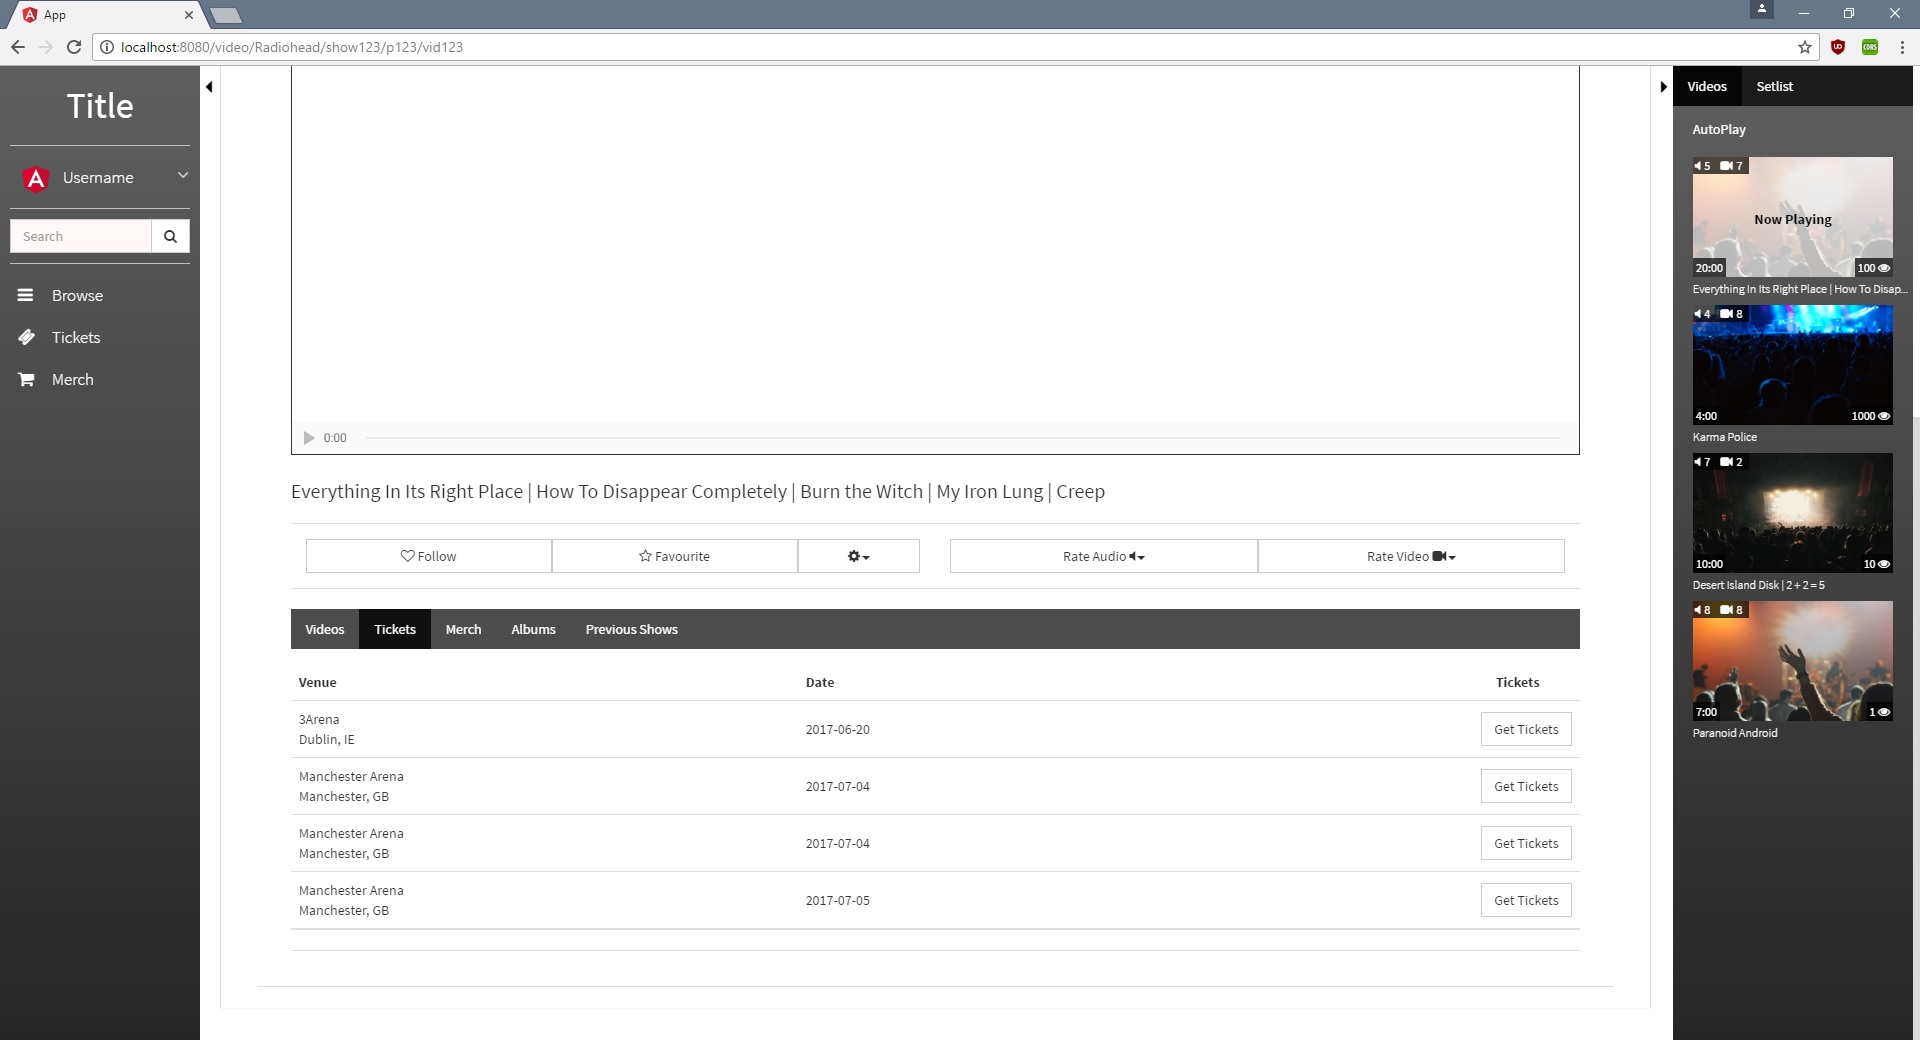 App
localhost:8080/video/Radiohead/show123/p123/vid123
Title
Username
Search
Browse
Tickets
Merch
0:00
Everything In Its Right Place | How To Disappear Completely | Burn the Witch | My Iron Lung | Creep
Follow
Favourite
Rate Audio
Rate Video
Videos Tickets Merch Albums Previous Shows
Venue Date Tickets
3Arena
Dublin, IE
2017-06-20
Get Tickets
Manchester Arena
Manchester, GB
2017-07-04
Get Tickets
Manchester Arena
Manchester, GB
2017-07-04
Get Tickets
Manchester Arena
Manchester, GB
2017-07-05
Get Tickets
Videos Setlist
AutoPlay
5 7
Now Playing
20:00 100
Everything In Its Right Place | How To Disap...
4 8
4:00 1000
Karma Police
7 2
10:00 10
Desert Island Disk | 2 + 2 = 5
8 8
7:00 1
Paranoid Android